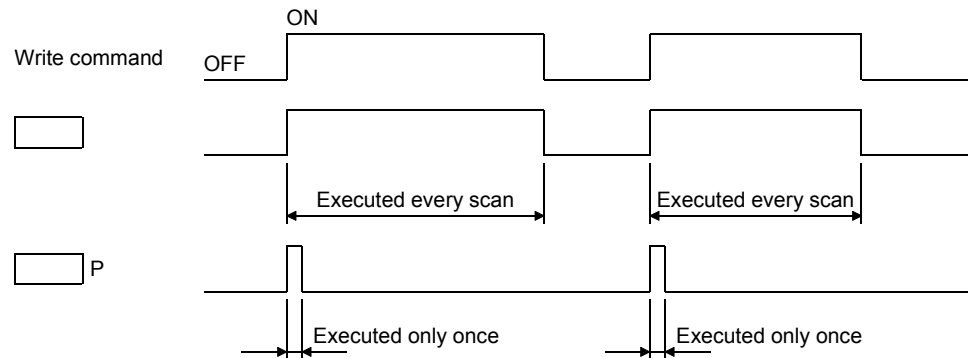 ON
Write command
OFF
Executed every scan
Executed every scan
P
Executed only once
Executed only once